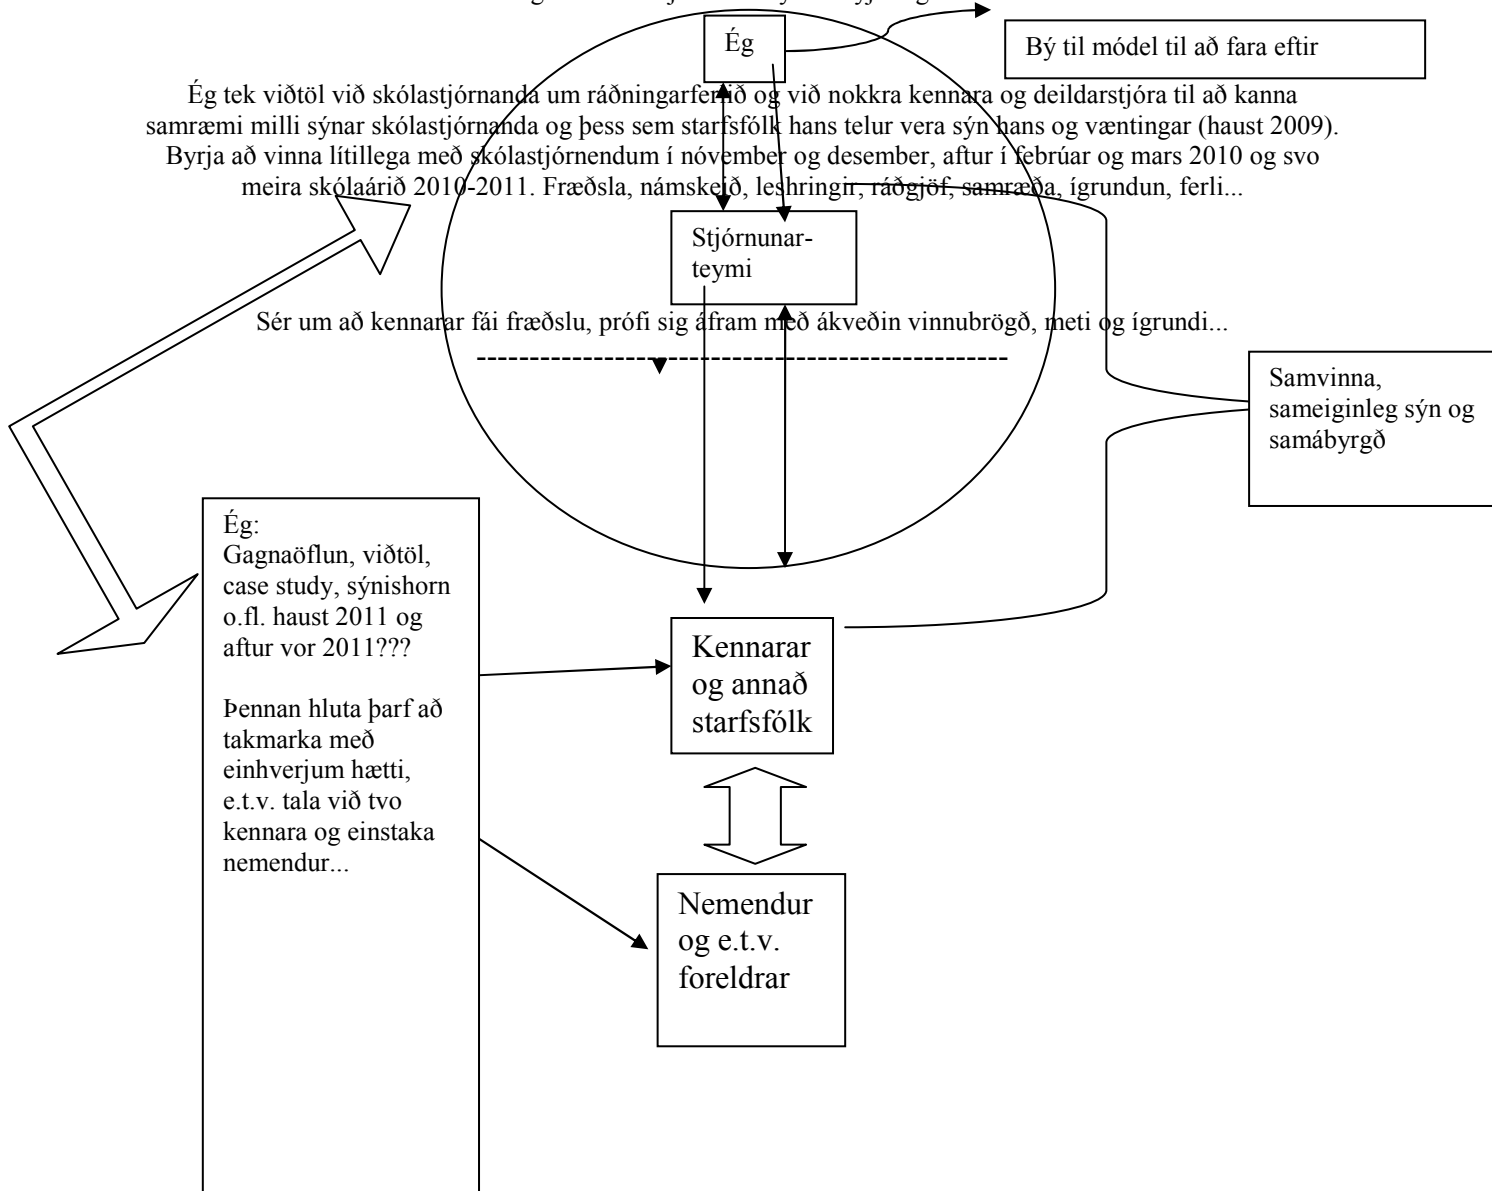 Ég
Bý til módel til að fara eftir
Ég tek viðtöl við skólastjórnanda um ráðningarferlið og við nokkra kennara og deildarstjóra til að kanna
samræmi milli sýnar skólastjórnanda og þess sem starfsfólk hans telur vera sýn hans og væntingar (haust 2009).
Byrja að vinna lítillega með skólastjórnendum í nóvember og desember, aftur í febrúar og mars 2010 og svo
meira skólaárið 2010-2011. Fræðsla, námskeið, leshringir, ráðgjöf, samræða, ígrundun, ferli...
Stjórnunar-
teymi
Sér um að kennarar fái fræðslu, prófi sig áfram með ákveðin vinnubrögð, meti og ígrundi...
Samvinna,
sameiginleg sýn og
samábyrgð
Ég:
Gagnaöflun, viðtöl,
case study, sýnishorn
o.fl. haust 2011 og
aftur vor 2011???
Þennan hluta þarf að
takmarka með
einhverjum hætti,
e.t.v. tala við tvo
kennara og einstaka
nemendur...
Kennarar
og annað
starfsfólk
Nemendur
og e.t.v.
foreldrar